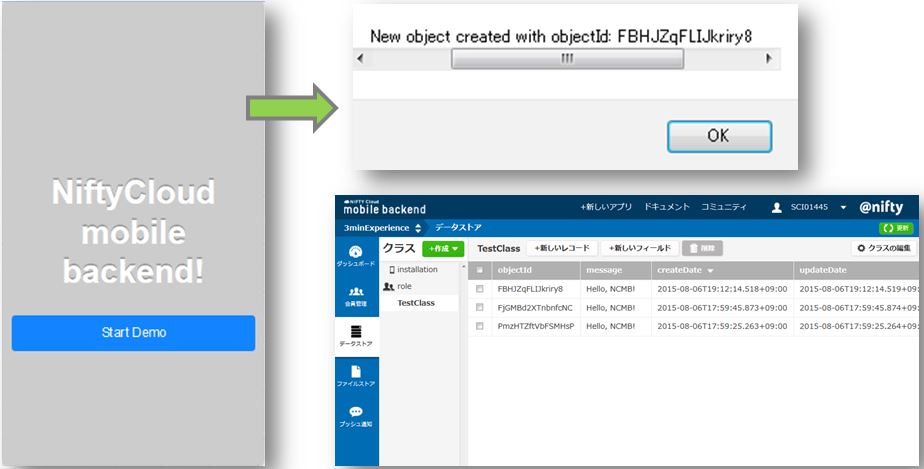 NiftyCloud
mobile
backend!
Start Demo
New object created with objectId: FBHJZqFLIJkriry8
OK
NIFTY Cloud
mobile backend
+新しいアプリ ドキュメント コミュニティ SCI01445 @nifty
3minExperience データストア 更新
ダッシュボード
会員管理
データストア
ファイルストア
プッシュ通知
クラス +作成
installation
role
TestClass
TestClass +新しいレコード +新しいフィールド 削除 クラスの編集
objectId message createDate updateDate
FBHJZqFLIJkriry8 Hello, NCMB! 2015-08-06T19:12:14.518+09:00 2015-08-06T19:12:14.519+09:00
FjGMBd2XTnbnfcNC Hello, NCMB! 2015-08-06T17:59:45.874+09:00 2015-08-06T17:59:45.874+09:00
PmzHTZftVbFSMHsP Hello, NCMB! 2015-08-06T17:59:25.263+09:00 2015-08-06T17:59:25.264+09:00